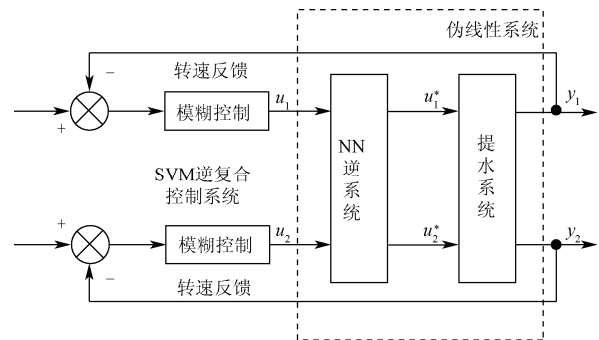 伪线性系统
−
转速反馈
+
模糊控制
u₁
u₁*
y₁
NN
逆
系
统
提
水
系
统
SVM逆复合
控制系统
+
模糊控制
u₂
u₂*
y₂
−
转速反馈